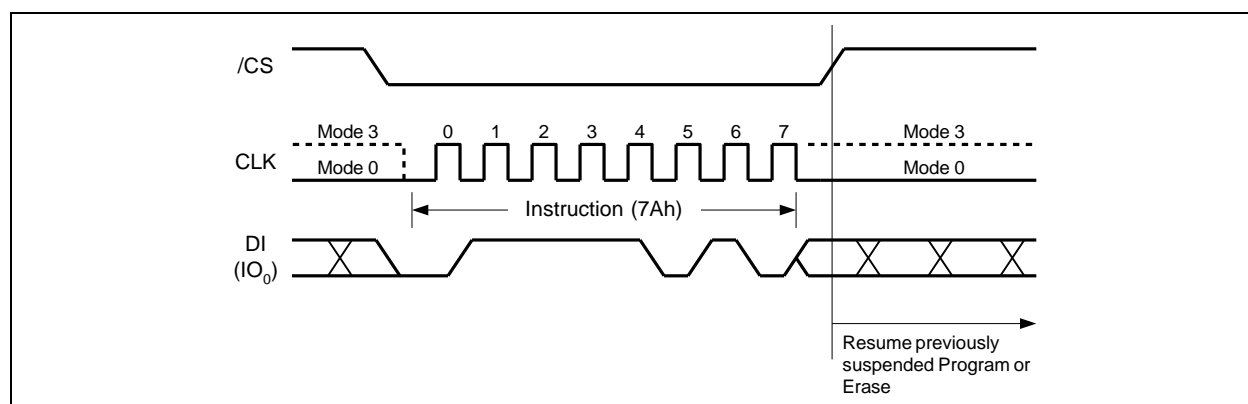 /CS
Mode 3
0 1 2 3 4 5 6 7
Mode 3
CLK
Mode 0
Mode 0
Instruction (7Ah)
DI
(IO₀)
Resume previously
suspended Program or
Erase